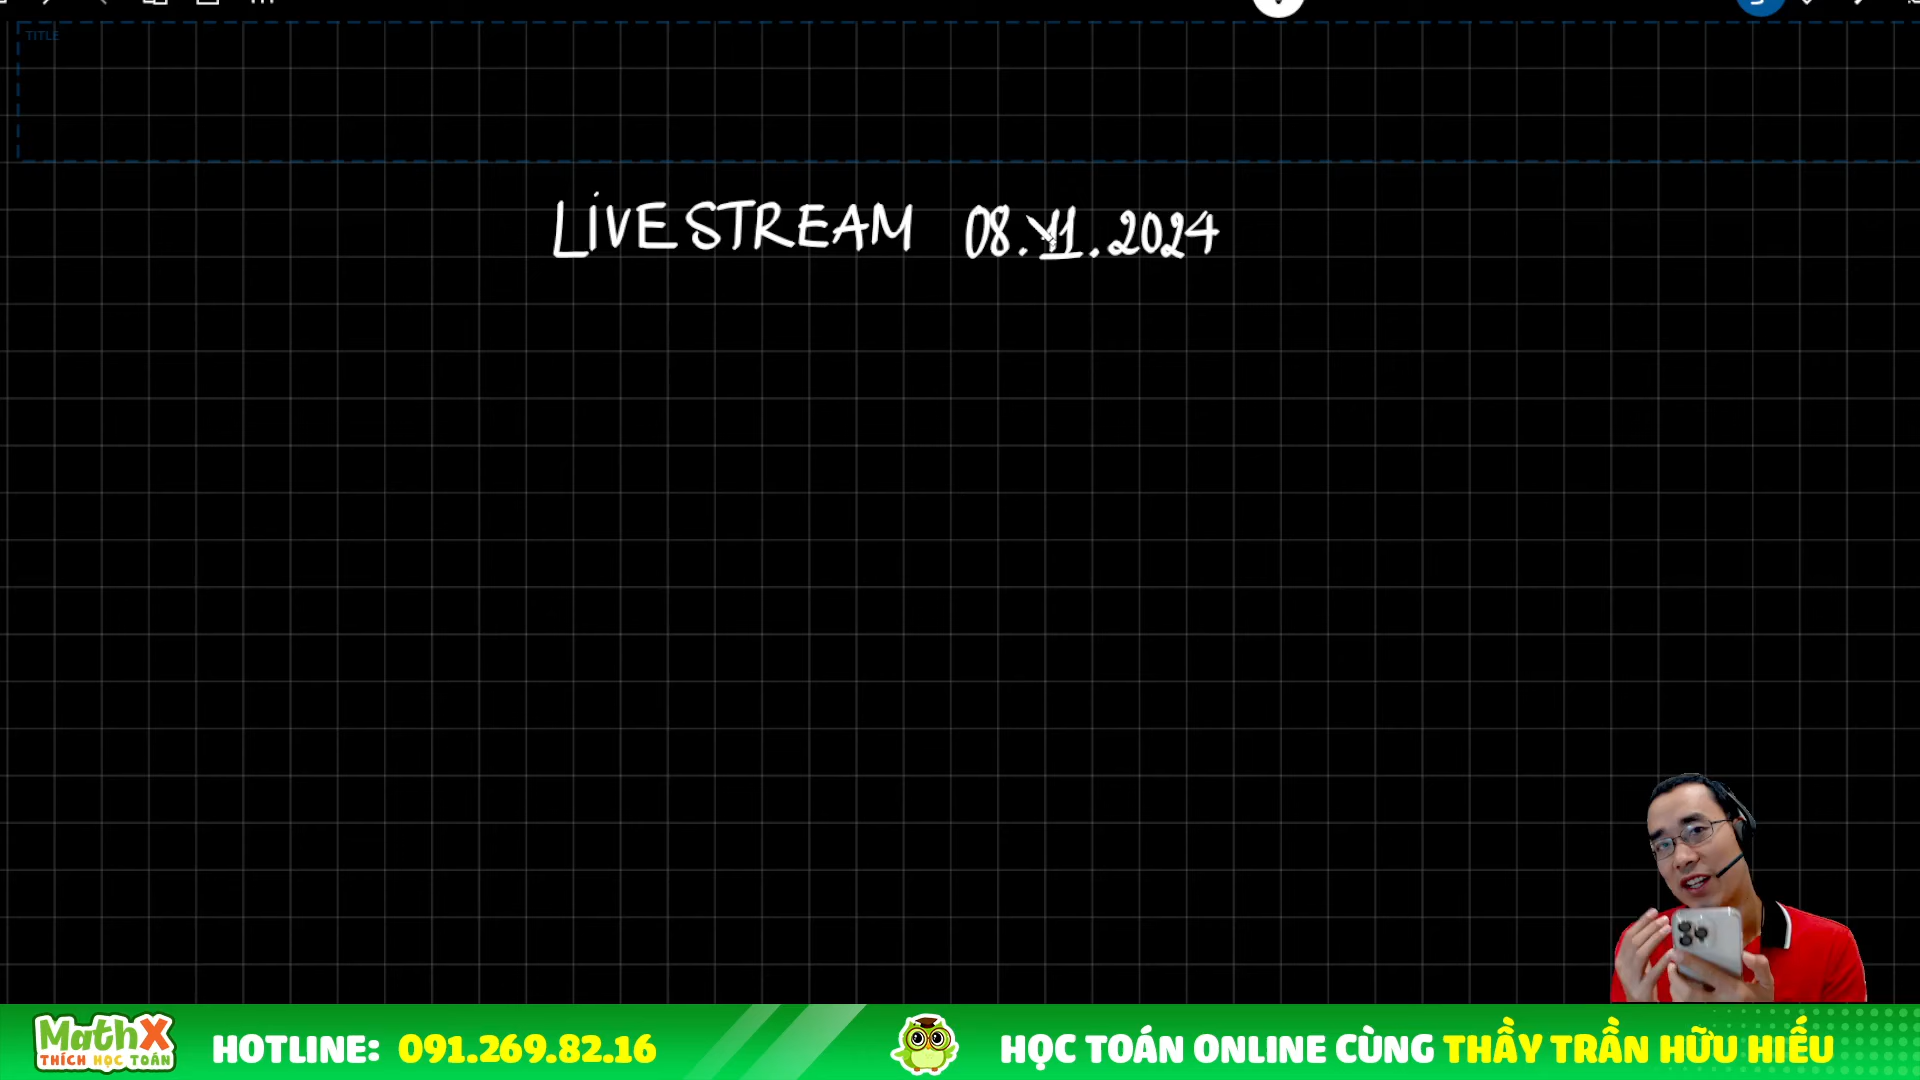 TITLE
LIVESTREAM 08.11.2024
MathX
THÍCH HỌC TOÁN
HOTLINE: 091.269.82.16
HỌC TOÁN ONLINE CÙNG THẦY TRẦN HỮU HIẾU